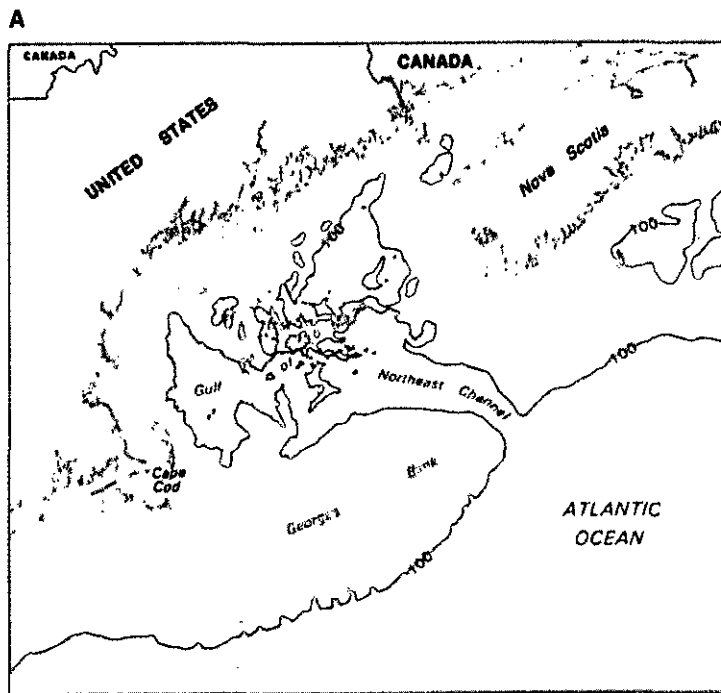 A
CANADA
CANADA
UNITED STATES
Nova Scotia
100
100
100
Gulf of
Northeast Channel
Cape
Cod
Georges Bank
ATLANTIC
OCEAN
100